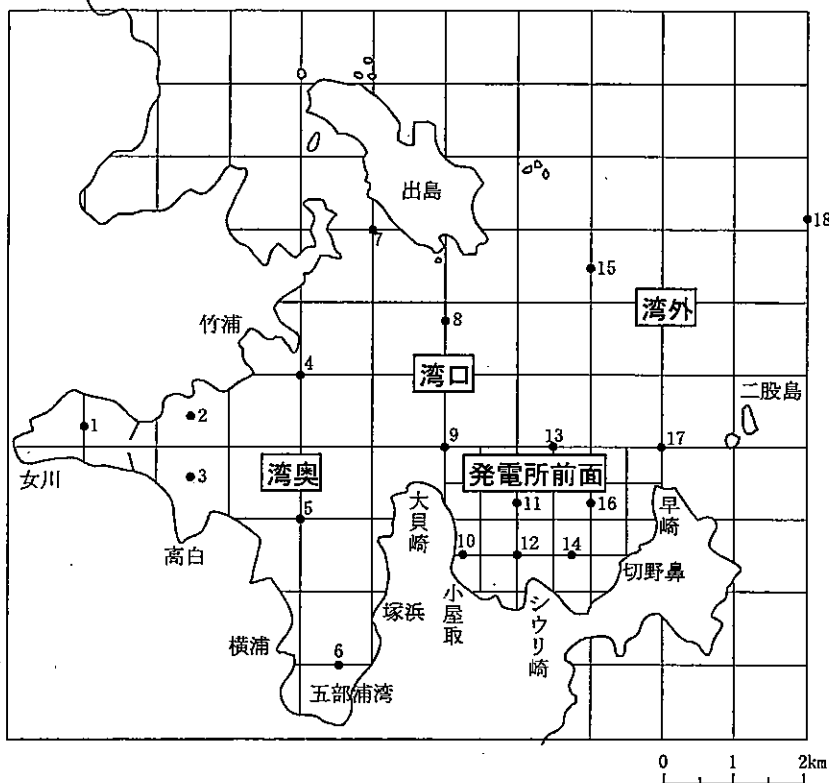 出島
18
7
15
湾外
8
竹浦
湾口
4
二股島
2
1
9
13
17
女川
3
湾奥
発電所前面
大貝崎
11
16
早崎
5
高白
10
12
14
切野鼻
小屋取
シウリ崎
塚浜
横浦
6
五部浦湾
0 1 2km